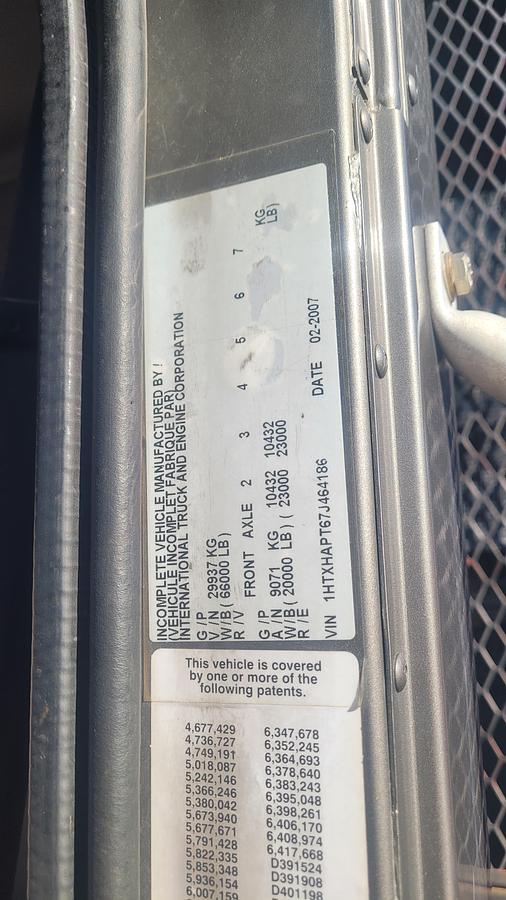 INCOMPLETE VEHICLE MANUFACTURED BY !
(VEHICULE INCOMPLET FABRIQUE PAR)
INTERNATIONAL TRUCK AND ENGINE CORPORATION
G/P
V/N 29937 KG
W/B ( 66000 LB )
R/V
FRONT AXLE 2 3 4 5 6 7
G/P
A/N 9071 KG 10432 10432 KG
W/B ( 20000 LB ) ( 23000 23000 LB )
R/E
DATE 02-2007
VIN 1HTXHAPT67J464186
This vehicle is covered
by one or more of the
following patents.
4,677,429 6,347,678
4,736,727 6,352,245
4,749,191 6,364,693
5,018,087 6,378,640
5,242,146 6,383,243
5,366,246 6,395,048
5,380,042 6,398,261
5,673,940 6,406,170
5,677,671 6,408,974
5,791,428 6,417,668
5,822,335 D391524
5,853,348 D391908
5,936,154 D401198
6,007,159